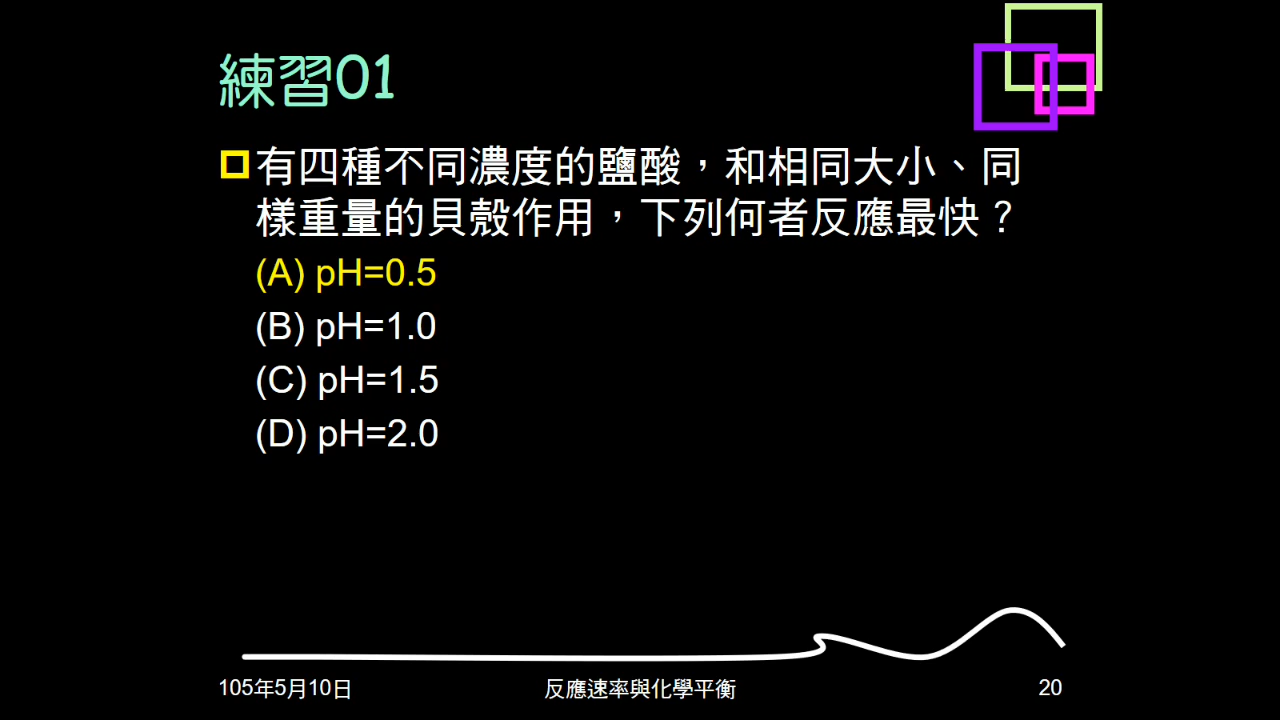 練習01
有四種不同濃度的鹽酸，和相同大小、同
樣重量的貝殼作用，下列何者反應最快？
(A) pH=0.5
(B) pH=1.0
(C) pH=1.5
(D) pH=2.0
105年5月10日
反應速率與化學平衡
20